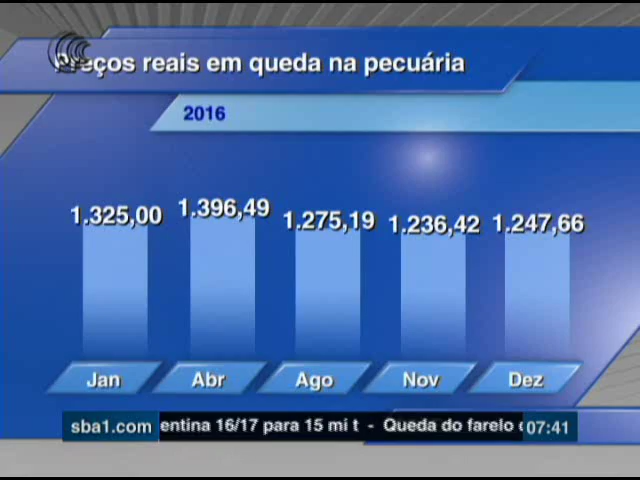 Preços reais em queda na pecuária
2016
1.325,00 1.396,49 1.275,19 1.236,42 1.247,66
Jan Abr Ago Nov Dez
sba1.com entina 16/17 para 15 mi t - Queda do farelo 07:41